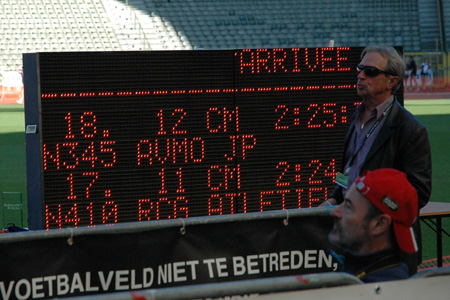 ARRIVEE
18. 12 CM 2:25:
N345 AVMO JP
17. 11 CM 2:24
N410 RCG ATLETIE
VOETBALVELD NIET TE BETREDEN,